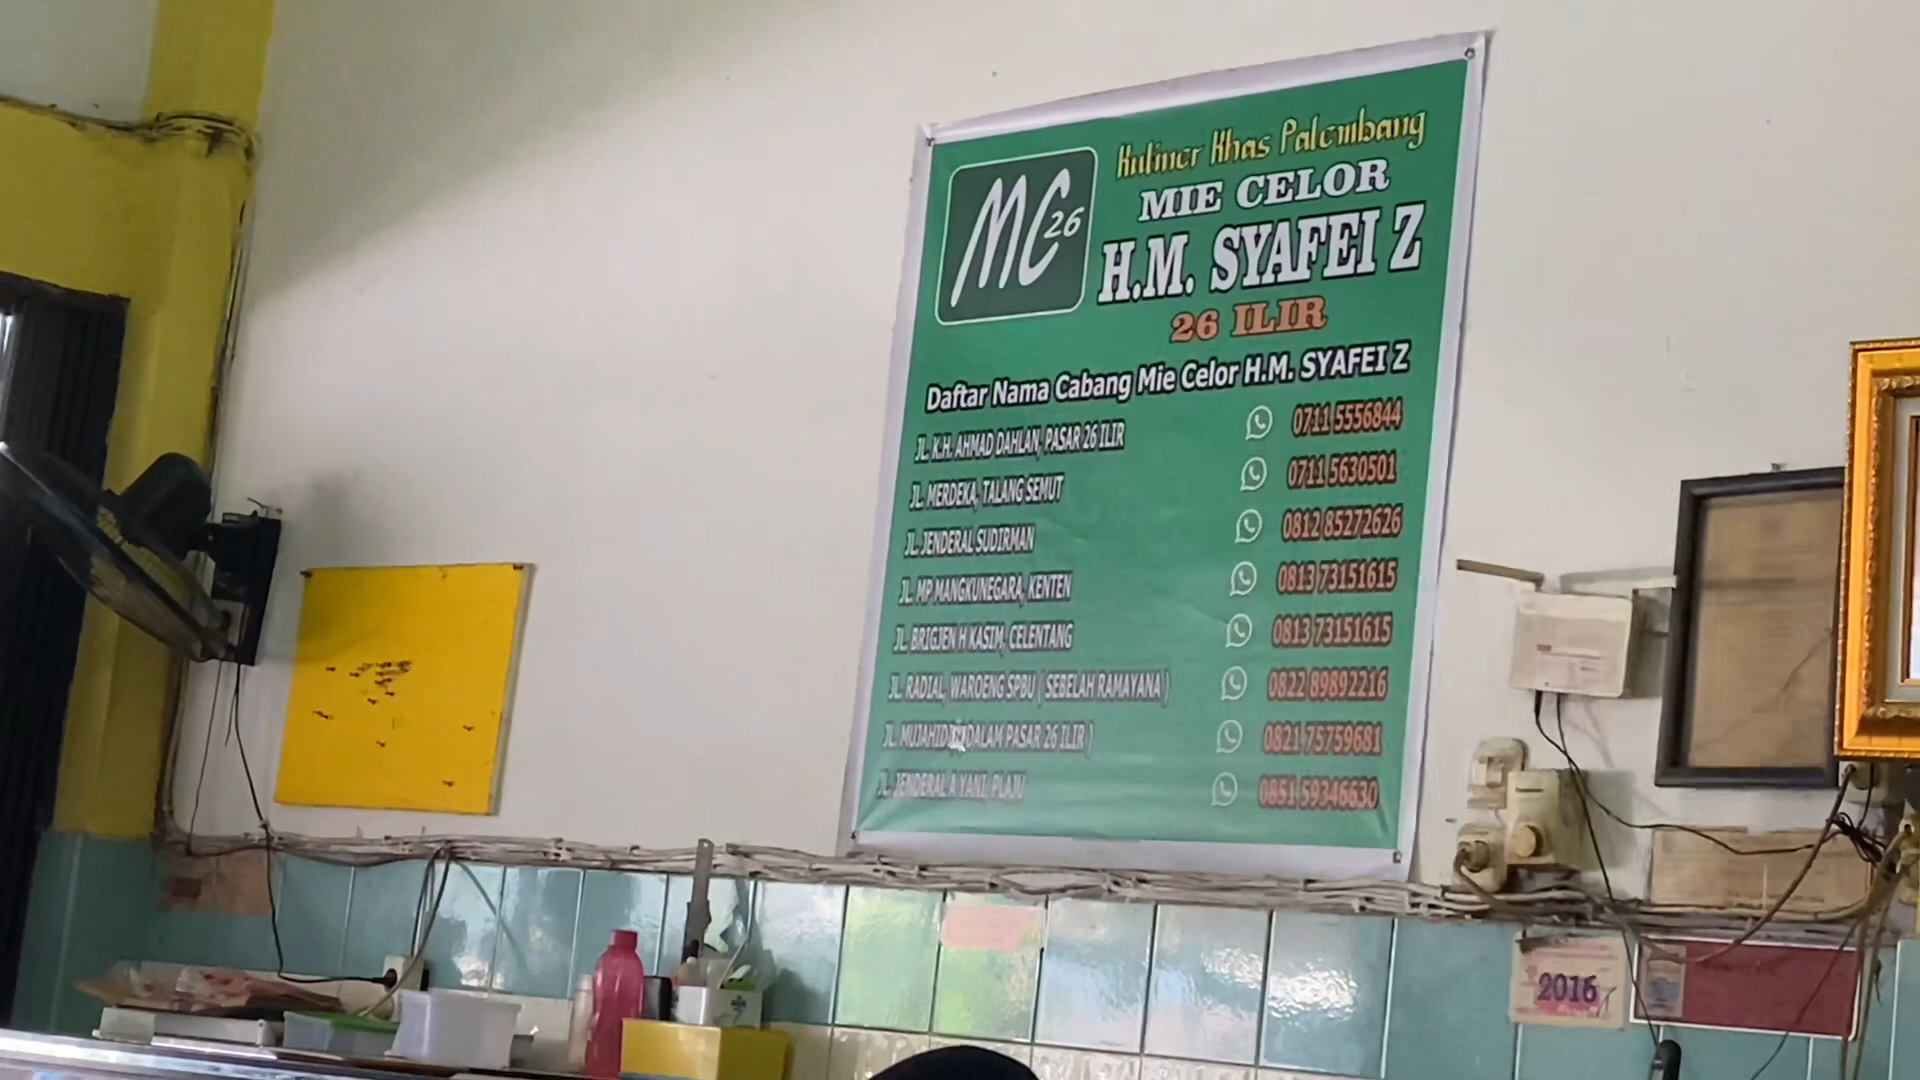 MC26
Kuliner Khas Palembang
MIE CELOR
H.M. SYAFEI Z
26 ILIR
Daftar Nama Cabang Mie Celor H.M. SYAFEI Z
JL. K.H. AHMAD DAHLAN, PASAR 26 ILIR 0711 5556844
JL. MERDEKA, TALANG SEMUT 0711 5630501
JL. JENDERAL SUDIRMAN 0812 85272626
JL. MP MANGKUNEGARA, KENTEN 0813 73151615
JL. BRIGJEN H KASIM, CELENTANG 0813 73151615
JL. RADIAL, WAROENG SPBU ( SEBELAH RAMAYANA ) 0822 89892216
JL. DALAM PASAR 26 ILIR ) 0821 75759681
JL. JENDERAL A YANI, PLAJU 0851 59346630
2016